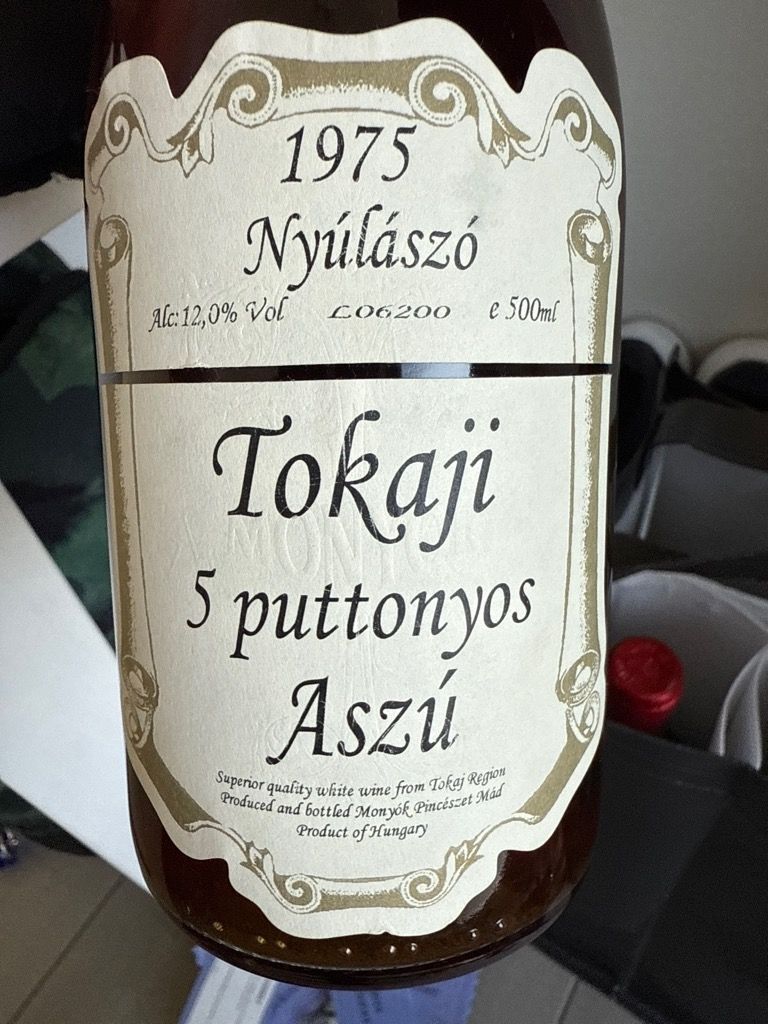 1975
Nyúlászó
Alc: 12,0% Vol L06200 e 500ml
Tokaji
5 puttonyos
Aszú
Superior quality white wine from Tokaj Region
Produced and bottled Monyók Pincészet Mád
Product of Hungary